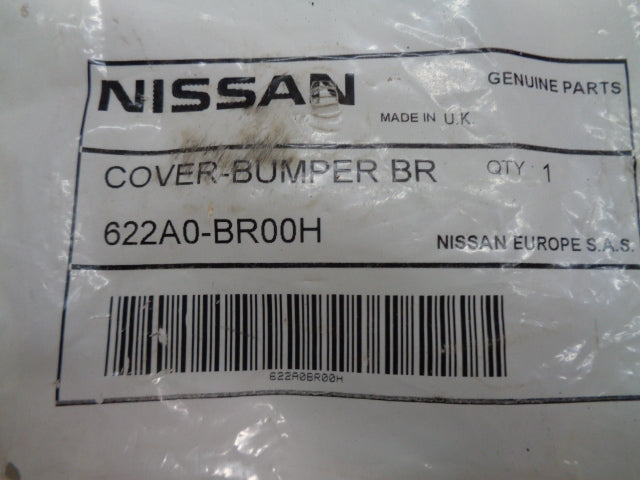 NISSAN
GENUINE PARTS
MADE IN U.K.
COVER-BUMPER BR QTY : 1
622A0-BR00H
NISSAN EUROPE S.A.S.
622A0BR00H